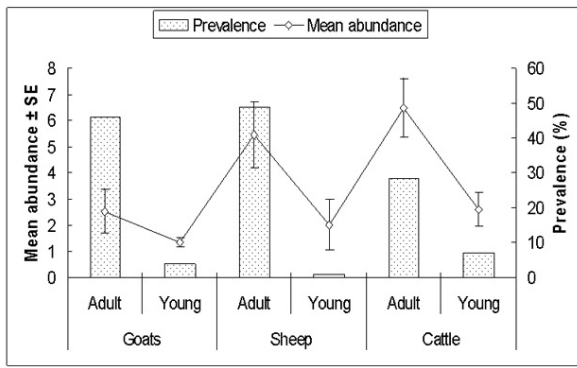 Prevalence Mean abundance
8 60
7 50
6
5 40
4 30
3 20
2
1 10
0 0
Mean abundance ± SE
Prevalence (%)
Adult Young Adult Young Adult Young
Goats Sheep Cattle